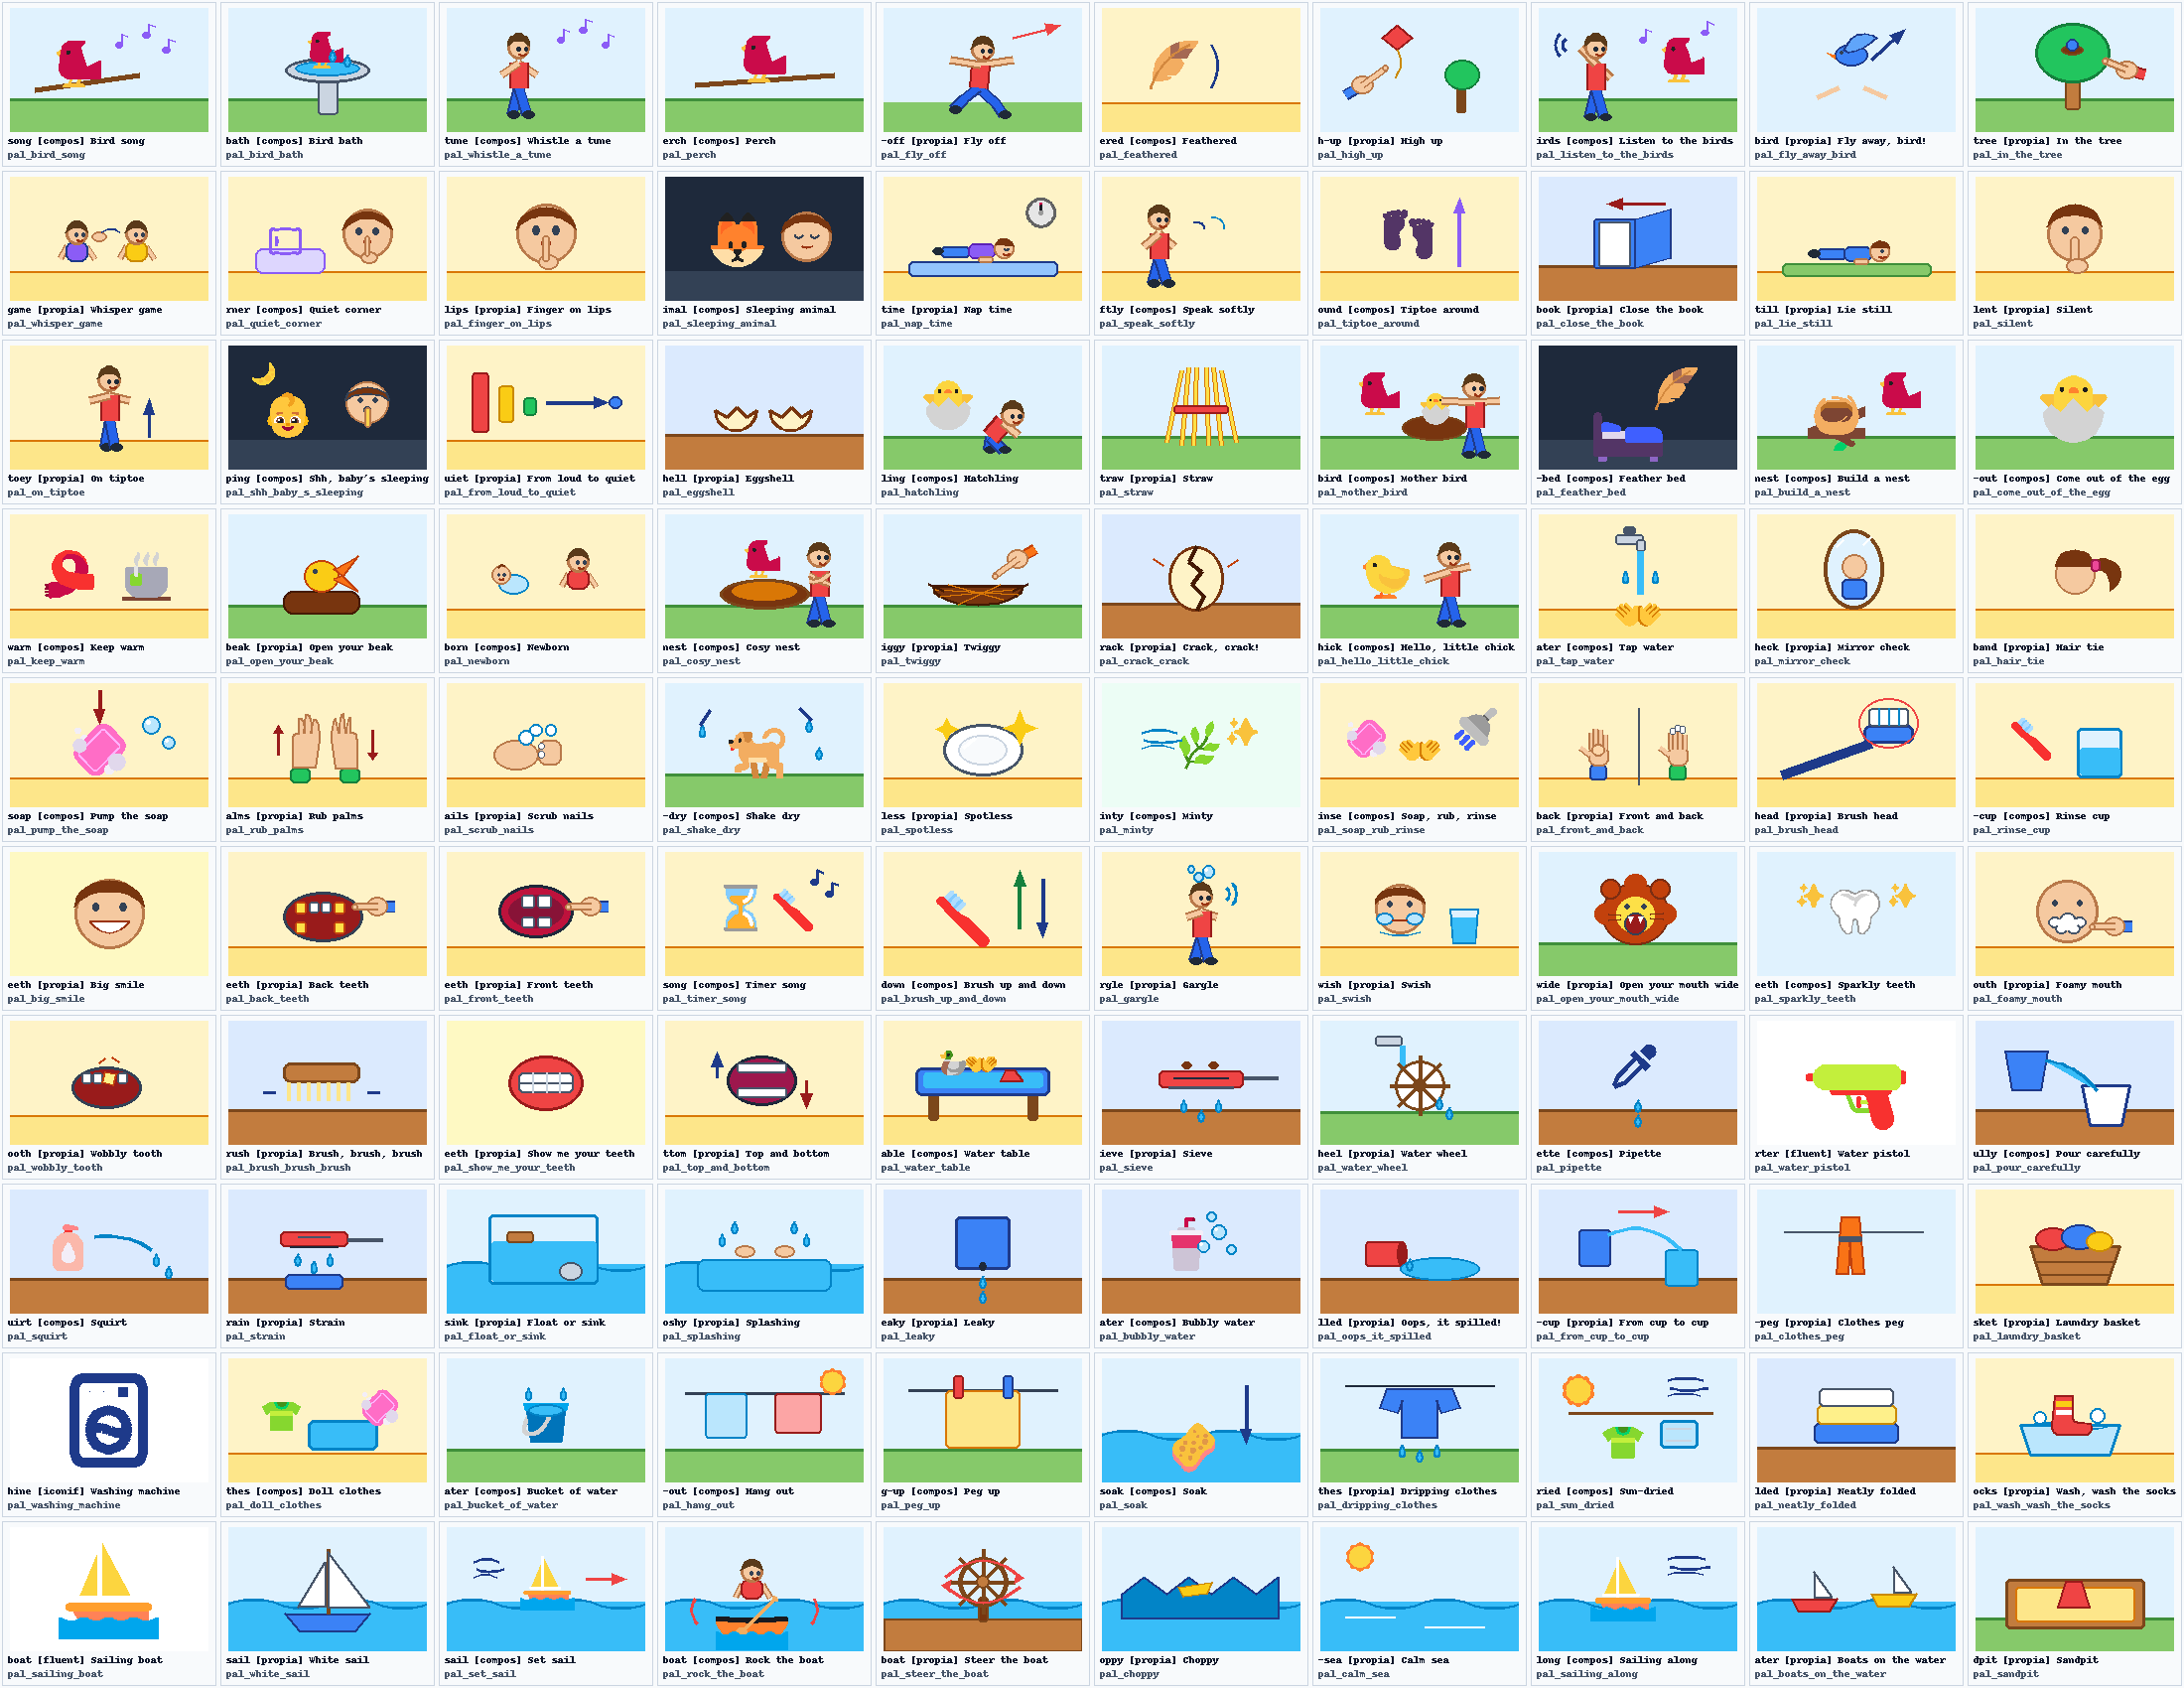 song [compos] Bird song
pal_bird_song
bath [compos] Bird bath
pal_bird_bath
tune [compos] Whistle a tune
pal_whistle_a_tune
erch [compos] Perch
pal_perch
-off [propia] Fly off
pal_fly_off
ered [compos] Feathered
pal_feathered
h-up [propia] High up
pal_high_up
irds [compos] Listen to the birds
pal_listen_to_the_birds
bird [propia] Fly away, bird!
pal_fly_away_bird
tree [propia] In the tree
pal_in_the_tree
game [propia] Whisper game
pal_whisper_game
rner [compos] Quiet corner
pal_quiet_corner
lips [propia] Finger on lips
pal_finger_on_lips
imal [compos] Sleeping animal
pal_sleeping_animal
time [propia] Nap time
pal_nap_time
ftly [compos] Speak softly
pal_speak_softly
ound [compos] Tiptoe around
pal_tiptoe_around
book [propia] Close the book
pal_close_the_book
till [propia] Lie still
pal_lie_still
lent [propia] Silent
pal_silent
toey [propia] On tiptoe
pal_on_tiptoe
ping [compos] Shh, baby's sleeping
pal_shh_baby_s_sleeping
uiet [propia] From loud to quiet
pal_from_loud_to_quiet
hell [propia] Eggshell
pal_eggshell
ling [compos] Hatchling
pal_hatchling
traw [propia] Straw
pal_straw
bird [compos] Mother bird
pal_mother_bird
-bed [compos] Feather bed
pal_feather_bed
nest [compos] Build a nest
pal_build_a_nest
-out [compos] Come out of the egg
pal_come_out_of_the_egg
warm [compos] Keep warm
pal_keep_warm
beak [propia] Open your beak
pal_open_your_beak
born [compos] Newborn
pal_newborn
nest [compos] Cosy nest
pal_cosy_nest
iggy [propia] Twiggy
pal_twiggy
rack [propia] Crack, crack!
pal_crack_crack
hick [compos] Hello, little chick
pal_hello_little_chick
ater [compos] Tap water
pal_tap_water
heck [propia] Mirror check
pal_mirror_check
band [propia] Hair tie
pal_hair_tie
soap [compos] Pump the soap
pal_pump_the_soap
alms [propia] Rub palms
pal_rub_palms
ails [propia] Scrub nails
pal_scrub_nails
-dry [compos] Shake dry
pal_shake_dry
less [propia] Spotless
pal_spotless
inty [compos] Minty
pal_minty
inse [compos] Soap, rub, rinse
pal_soap_rub_rinse
back [propia] Front and back
pal_front_and_back
head [propia] Brush head
pal_brush_head
-cup [compos] Rinse cup
pal_rinse_cup
eeth [propia] Big smile
pal_big_smile
eeth [propia] Back teeth
pal_back_teeth
eeth [propia] Front teeth
pal_front_teeth
song [compos] Timer song
pal_timer_song
down [compos] Brush up and down
pal_brush_up_and_down
rgle [propia] Gargle
pal_gargle
wish [propia] Swish
pal_swish
wide [propia] Open your mouth wide
pal_open_your_mouth_wide
eeth [compos] Sparkly teeth
pal_sparkly_teeth
outh [propia] Foamy mouth
pal_foamy_mouth
ooth [propia] Wobbly tooth
pal_wobbly_tooth
rush [propia] Brush, brush, brush
pal_brush_brush_brush
eeth [propia] Show me your teeth
pal_show_me_your_teeth
ttom [propia] Top and bottom
pal_top_and_bottom
able [compos] Water table
pal_water_table
ieve [propia] Sieve
pal_sieve
heel [propia] Water wheel
pal_water_wheel
ette [compos] Pipette
pal_pipette
rter [fluent] Water pistol
pal_water_pistol
ully [compos] Pour carefully
pal_pour_carefully
uirt [compos] Squirt
pal_squirt
rain [propia] Strain
pal_strain
sink [propia] Float or sink
pal_float_or_sink
oshy [propia] Splashing
pal_splashing
eaky [propia] Leaky
pal_leaky
ater [compos] Bubbly water
pal_bubbly_water
lled [propia] Oops, it spilled!
pal_oops_it_spilled
-cup [propia] From cup to cup
pal_from_cup_to_cup
-peg [propia] Clothes peg
pal_clothes_peg
sket [propia] Laundry basket
pal_laundry_basket
hine [iconif] Washing machine
pal_washing_machine
thes [compos] Doll clothes
pal_doll_clothes
ater [compos] Bucket of water
pal_bucket_of_water
-out [compos] Hang out
pal_hang_out
g-up [compos] Peg up
pal_peg_up
soak [compos] Soak
pal_soak
thes [propia] Dripping clothes
pal_dripping_clothes
ried [compos] Sun-dried
pal_sun_dried
lded [propia] Neatly folded
pal_neatly_folded
ocks [propia] Wash, wash the socks
pal_wash_wash_the_socks
boat [fluent] Sailing boat
pal_sailing_boat
sail [propia] White sail
pal_white_sail
sail [compos] Set sail
pal_set_sail
boat [compos] Rock the boat
pal_rock_the_boat
boat [propia] Steer the boat
pal_steer_the_boat
oppy [propia] Choppy
pal_choppy
-sea [propia] Calm sea
pal_calm_sea
long [compos] Sailing along
pal_sailing_along
ater [propia] Boats on the water
pal_boats_on_the_water
dpit [propia] Sandpit
pal_sandpit